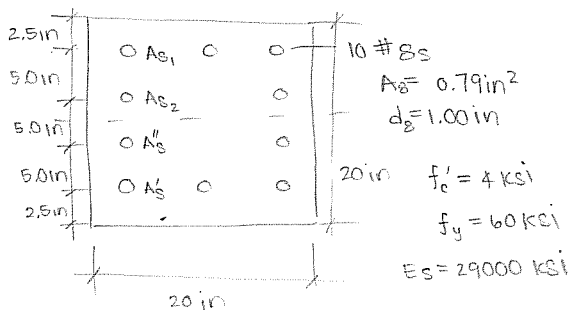 2.5in
5.0in
5.0in
5.0in
2.5in
As₁
As₂
A"s
A's
10 #8s
A₈= 0.79in²
d₈=1.00in
20in
f'c = 4 ksi
fy = 60 ksi
Es = 29000 ksi
20 in